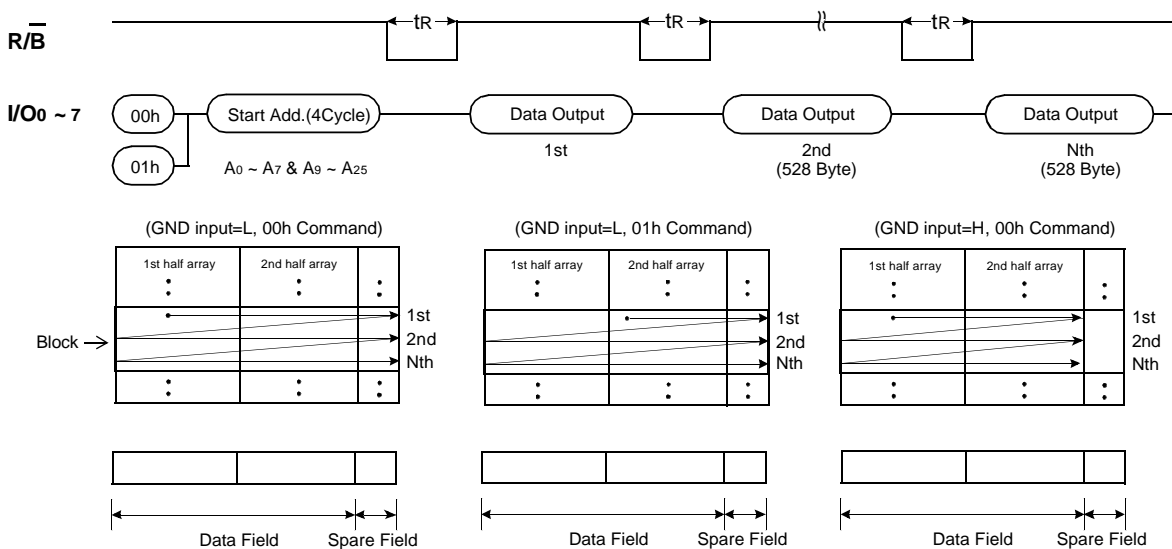 tR tR tR
R/B̅
I/O0 ~ 7 00h Start Add.(4Cycle) Data Output Data Output Data Output
01h A0 ~ A7 & A9 ~ A25 1st 2nd Nth
(528 Byte) (528 Byte)
(GND input=L, 00h Command) (GND input=L, 01h Command) (GND input=H, 00h Command)
1st half array 2nd half array 1st half array 2nd half array 1st half array 2nd half array
1st 1st 1st
Block 2nd 2nd 2nd
Nth Nth Nth
Data Field Spare Field Data Field Spare Field Data Field Spare Field